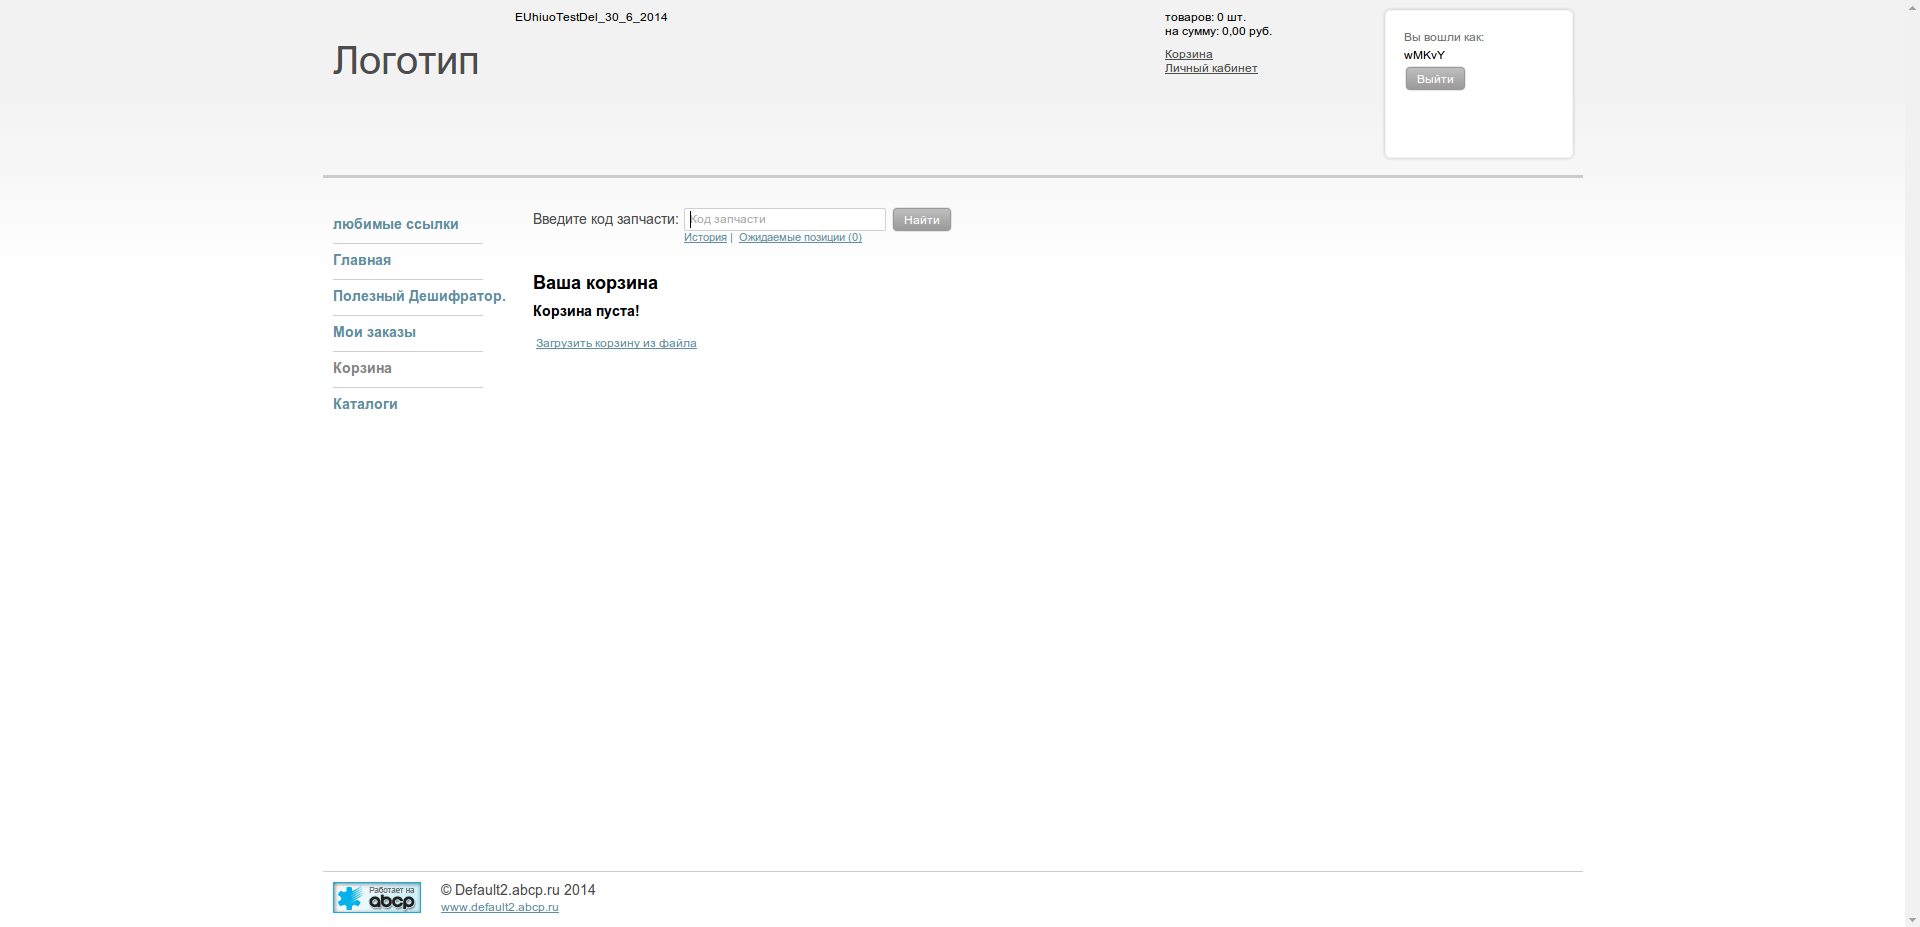 EUhiuoTestDel_30_6_2014
Логотип
товаров: 0 шт.
на сумму: 0,00 руб.
Корзина
Личный кабинет
Вы вошли как:
wMKvY
Выйти
любимые ссылки
Главная
Полезный Дешифратор.
Мои заказы
Корзина
Каталоги
Введите код запчасти: Код запчасти Найти
История | Ожидаемые позиции (0)
Ваша корзина
Корзина пуста!
Загрузить корзину из файла
Работает на
abcp
© Default2.abcp.ru 2014
www.default2.abcp.ru